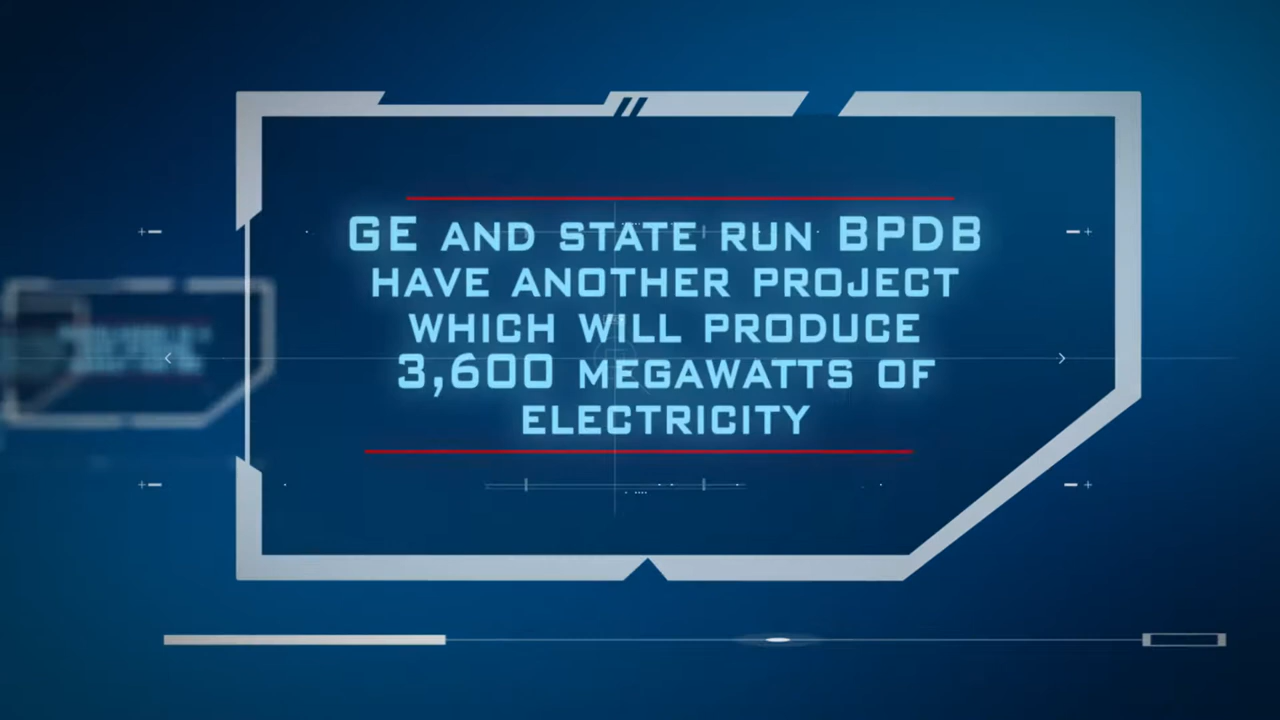 GE AND STATE RUN BPDB
HAVE ANOTHER PROJECT
WHICH WILL PRODUCE
3,600 MEGAWATTS OF
ELECTRICITY